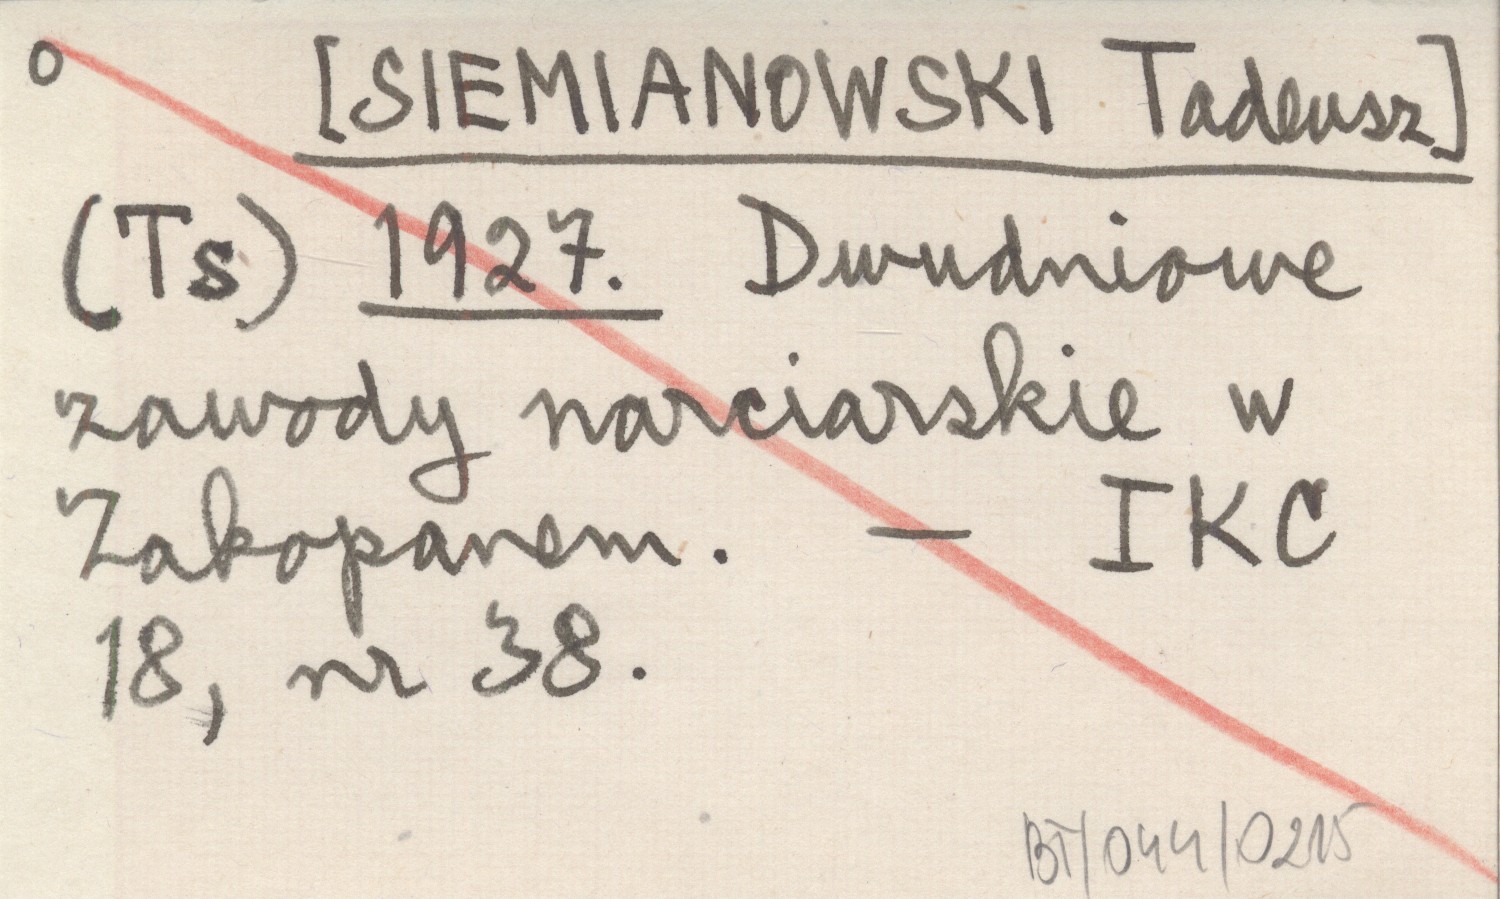 o [SIEMIANOWSKI Tadeusz]
(Ts) 1927. Dwudniowe
zawody narciarskie w
Zakopanem. — IKC
18, nr 38.
BT/044/0215